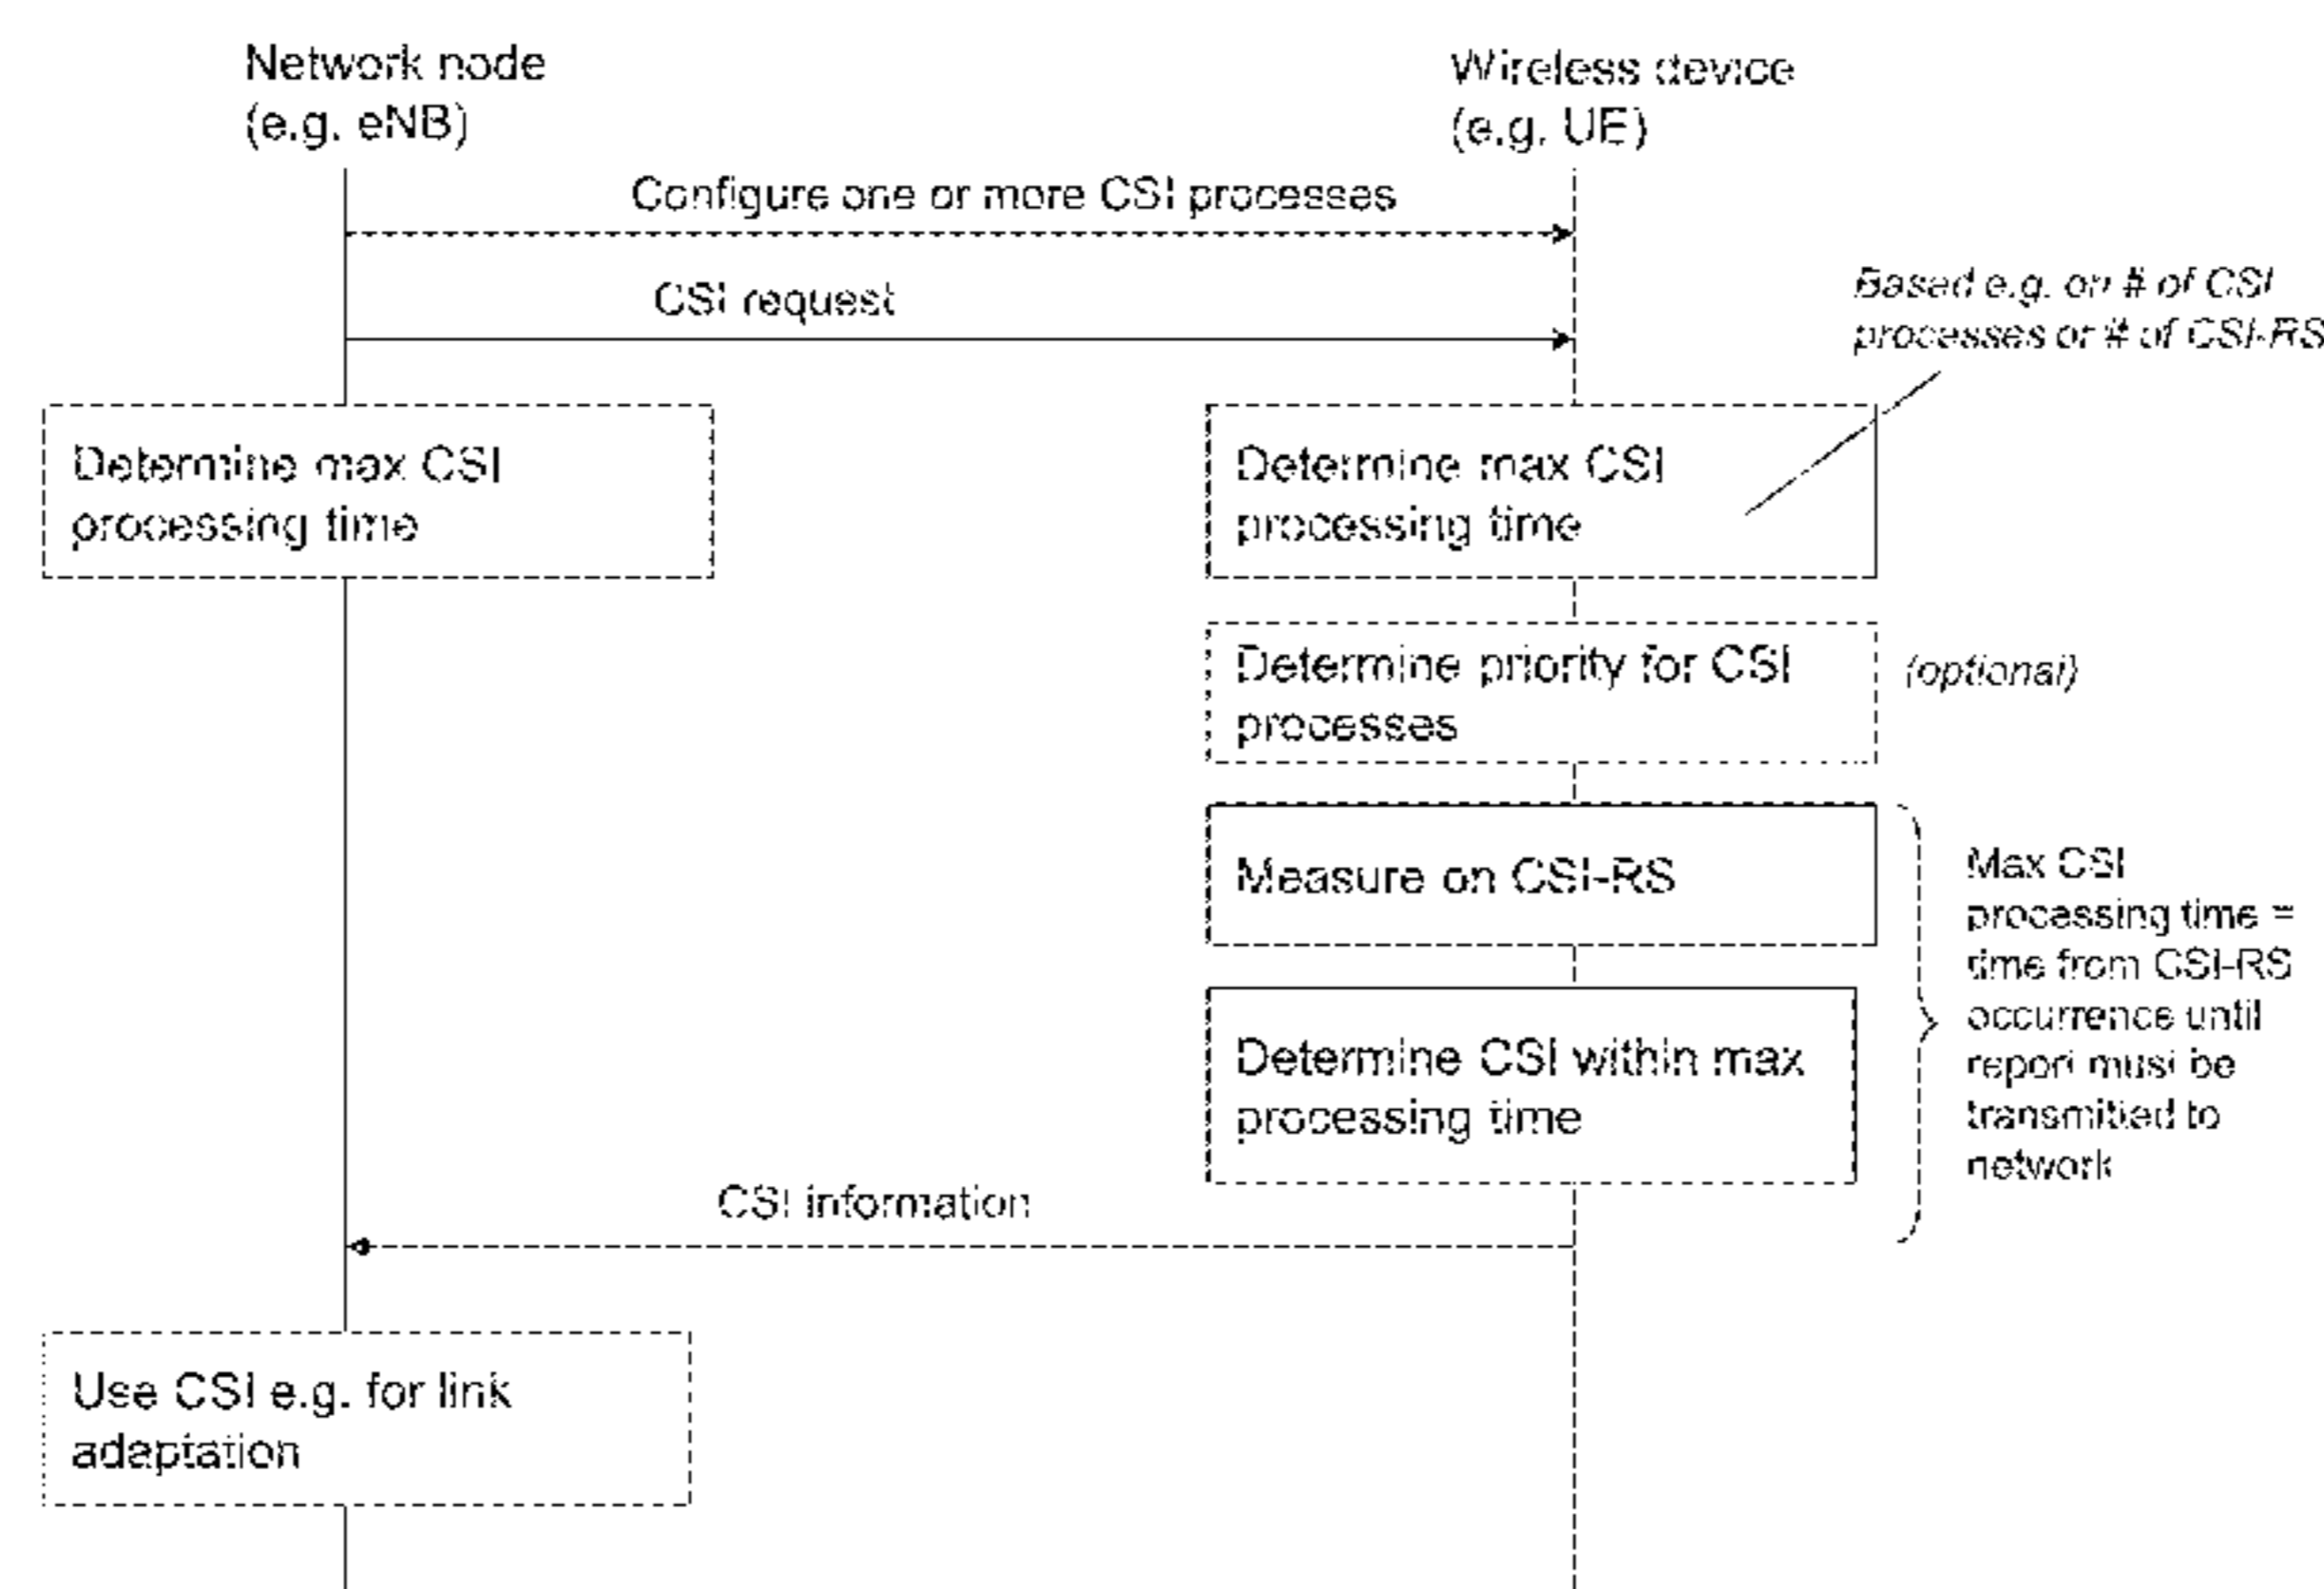 Network node
(e.g. eNB)
Wireless device
(e.g. UE)
Configure one or more CSI processes
CSI request
Based e.g. on # of CSI
processes or # of CSI-RS
Determine max CSI
processing time
Determine max CSI
processing time
Determine priority for CSI
processes
(optional)
Measure on CSI-RS
Determine CSI within max
processing time
Max CSI
processing time =
time from CSI-RS
occurrence until
report must be
transmitted to
network
CSI information
Use CSI e.g. for link
adaptation